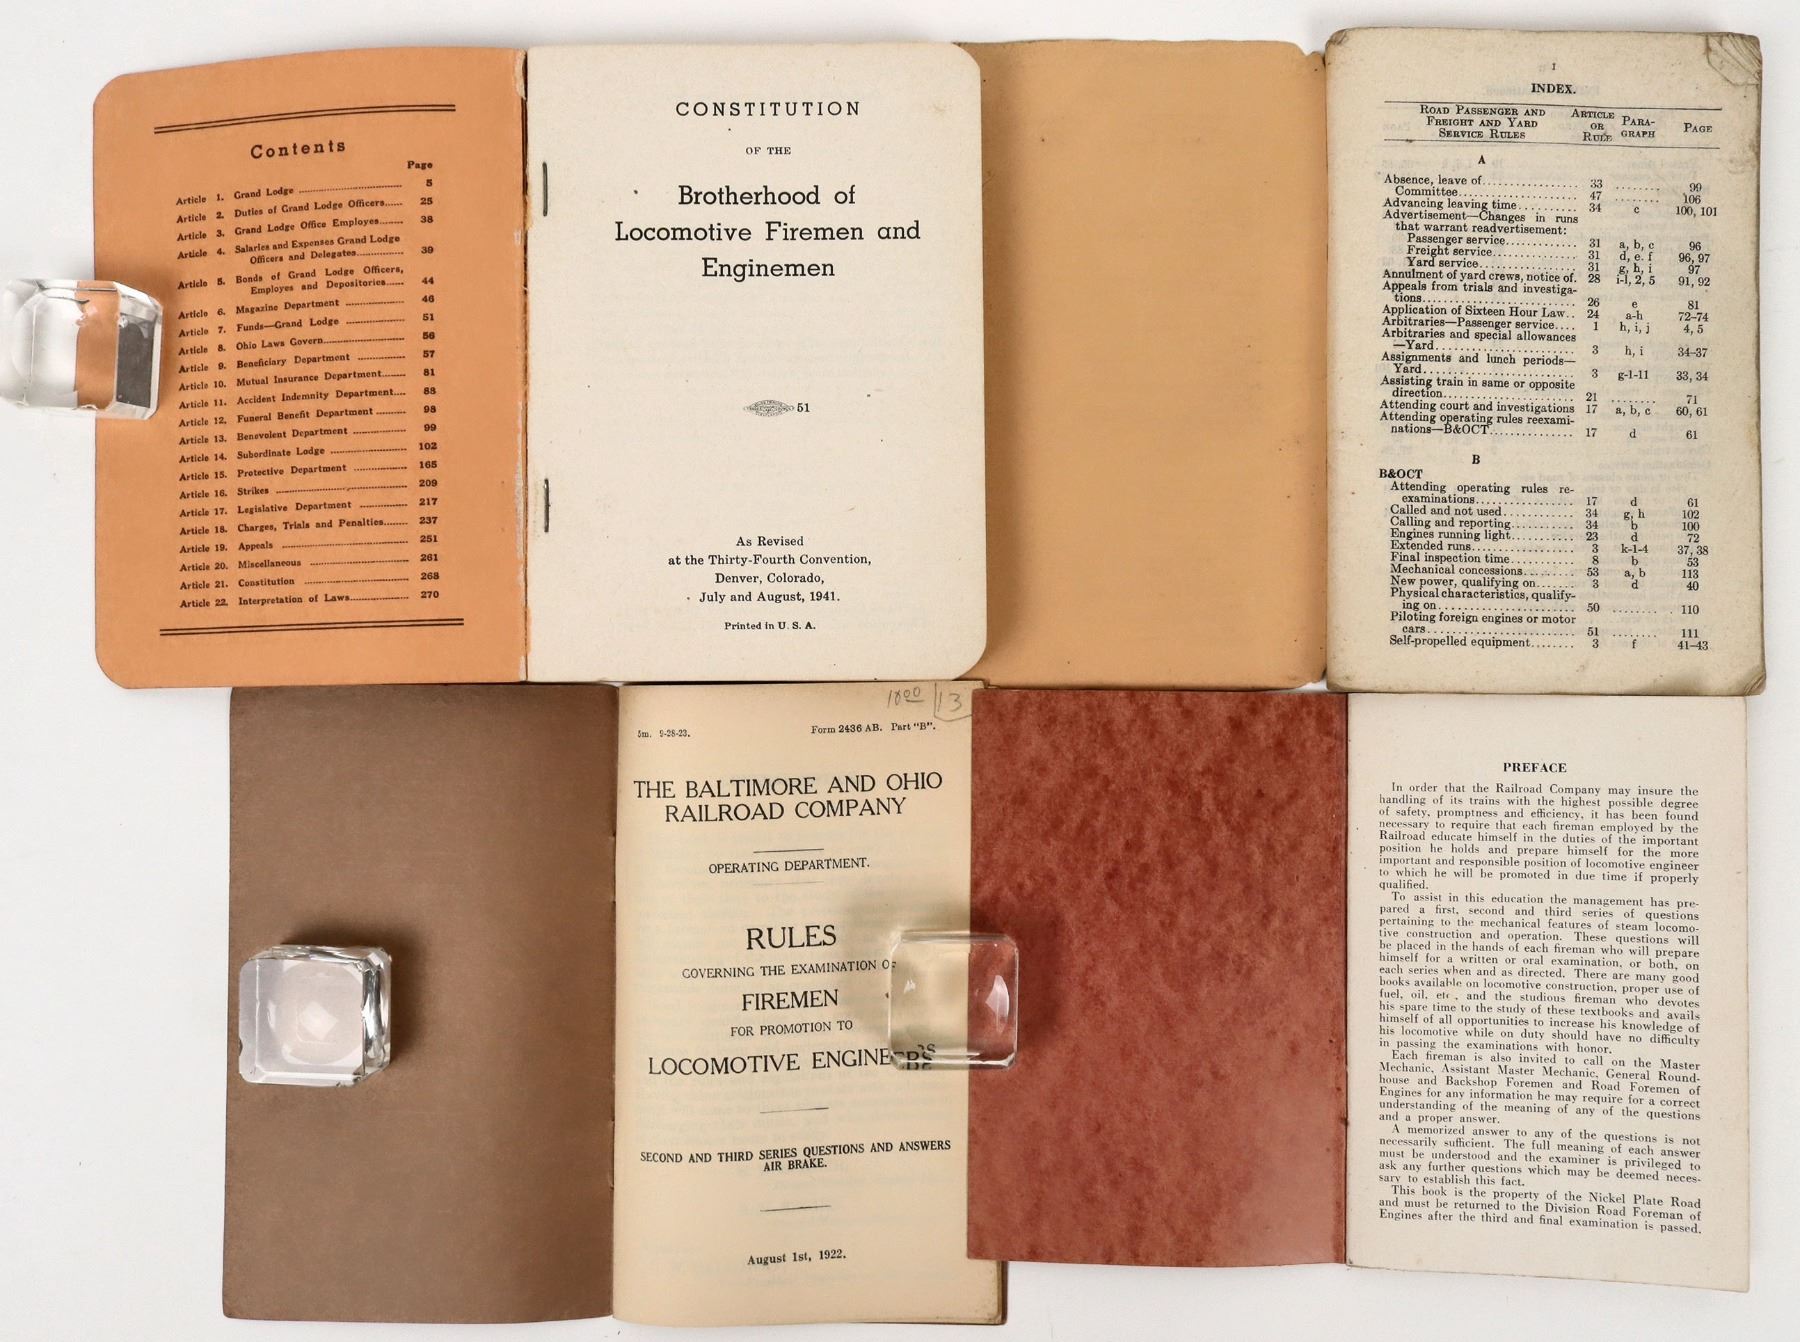 Contents
Page
Article 1. Grand Lodge 5
Article 2. Duties of Grand Lodge Officers 25
Article 3. Grand Lodge Office Employes 38
Article 4. Salaries and Expenses Grand Lodge
Officers and Delegates 39
Article 5. Bonds of Grand Lodge Officers,
Employes and Depositories 44
Article 6. Magazine Department 46
Article 7. Funds—Grand Lodge 51
Article 8. Ohio Laws Govern 56
Article 9. Beneficiary Department 57
Article 10. Mutual Insurance Department 81
Article 11. Accident Indemnity Department 88
Article 12. Funeral Benefit Department 98
Article 13. Benevolent Department 99
Article 14. Subordinate Lodge 102
Article 15. Protective Department 165
Article 16. Strikes 209
Article 17. Legislative Department 217
Article 18. Charges, Trials and Penalties 237
Article 19. Appeals 251
Article 20. Miscellaneous 261
Article 21. Constitution 268
Article 22. Interpretation of Laws 270
CONSTITUTION
OF THE
Brotherhood of
Locomotive Firemen and
Enginemen
51
As Revised
at the Thirty-Fourth Convention,
Denver, Colorado,
July and August, 1941.
Printed in U. S. A.
1
INDEX.
ROAD PASSENGER AND FREIGHT AND YARD SERVICE RULES ARTICLE OR RULE PARA-GRAPH PAGE
A
Absence, leave of 33 99
Committee 47 106
Advancing leaving time 34 c 100, 101
Advertisement—Changes in runs
that warrant readvertisement:
Passenger service 31 a, b, c 96
Freight service 31 d, e, f 96, 97
Yard service 31 g, h, i 97
Annulment of yard crews, notice of. 28 i-1, 2, 5 91, 92
Appeals from trials and investiga-
tions 26 e 81
Application of Sixteen Hour Law 24 a-h 72-74
Arbitraries—Passenger service 1 h, i, j 4, 5
Arbitraries and special allowances
—Yard 3 h, i 34-37
Assignments and lunch periods—
Yard 3 g-1-11 33, 34
Assisting train in same or opposite
direction 21 71
Attending court and investigations 17 a, b, c 60, 61
Attending operating rules reexami-
nations—B&OCT 17 d 61
B
B&OCT
Attending operating rules re-
examinations 17 d 61
Called and not used 34 g, h 102
Calling and reporting 34 b 100
Engines running light 23 d 72
Extended runs 3 k-1-4 37, 38
Final inspection time 8 b 53
Mechanical concessions 53 a, b 113
New power, qualifying on 3 d 40
Physical characteristics, qualify-
ing on 50 110
Piloting foreign engines or motor
cars 51 111
Self-propelled equipment 3 f 41-43
10 00 13
5m. 9-28-23. Form 2436 AB. Part "B".
THE BALTIMORE AND OHIO
RAILROAD COMPANY
OPERATING DEPARTMENT.
RULES
GOVERNING THE EXAMINATION OF
FIREMEN
FOR PROMOTION TO
LOCOMOTIVE ENGINEERS
SECOND AND THIRD SERIES QUESTIONS AND ANSWERS
AIR BRAKE.
August 1st, 1922.
PREFACE
In order that the Railroad Company may insure the
handling of its trains with the highest possible degree
of safety, promptness and efficiency, it has been found
necessary to require that each fireman employed by the
Railroad educate himself in the duties of the important
position he holds and prepare himself for the more
important and responsible position of locomotive engineer
to which he will be promoted in due time if properly
qualified.
To assist in this education the management has pre-
pared a first, second and third series of questions
pertaining to the mechanical features of steam locomo-
tive construction and operation. These questions will
be placed in the hands of each fireman who will prepare
himself for a written or oral examination, or both, on
each series when and as directed. There are many good
books available on locomotive construction, proper use of
fuel, oil, etc., and the studious fireman who devotes
his spare time to the study of these textbooks and avails
himself of all opportunities to increase his knowledge of
his locomotive while on duty should have no difficulty
in passing the examinations with honor.
Each fireman is also invited to call on the Master
Mechanic, Assistant Master Mechanic, General Round-
house and Backshop Foremen and Road Foremen of
Engines for any information he may require for a correct
understanding of the meaning of any of the questions
and a proper answer.
A memorized answer to any of the questions is not
necessarily sufficient. The full meaning of each answer
must be understood and the examiner is privileged to
ask any further questions which may be deemed neces-
sary to establish this fact.
This book is the property of the Nickel Plate Road
and must be returned to the Division Road Foreman of
Engines after the third and final examination is passed.